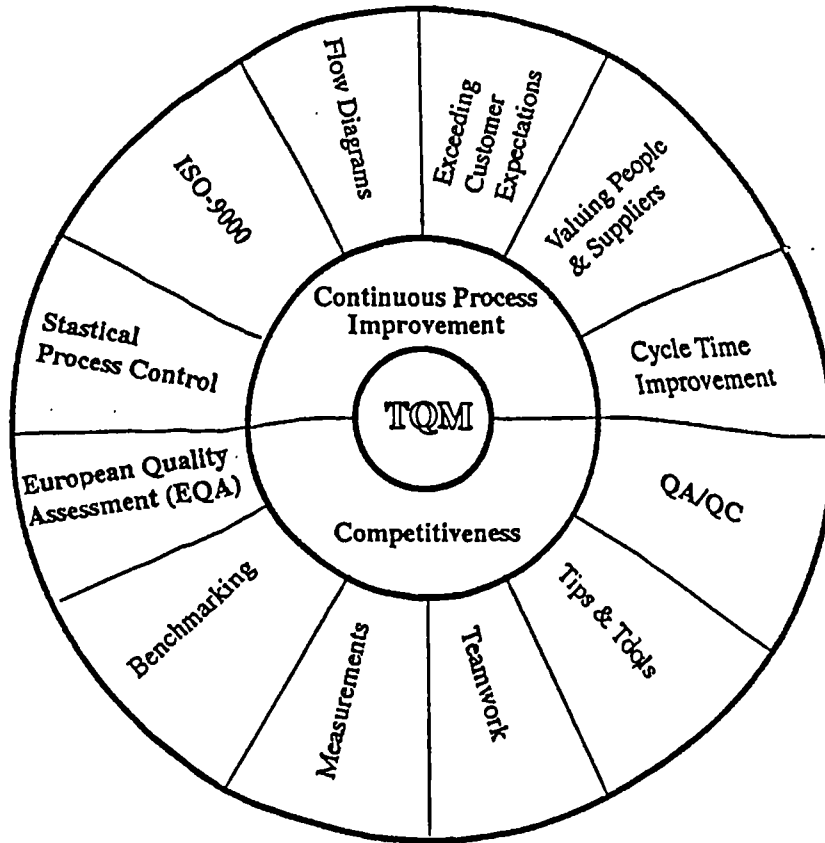 Flow Diagrams
Exceeding
Customer
Expectations
Valuing People
& Suppliers
Cycle Time
Improvement
QA/QC
Tips & Tools
Teamwork
Measurements
Benchmarking
European Quality
Assessment (EQA)
Stastical
Process Control
ISO-9000
Continuous Process
Improvement
TQM
Competitiveness